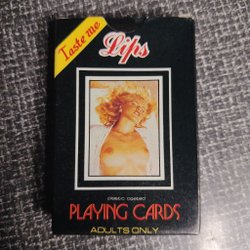 Taste me
Lips
plastic coated
PLAYING CARDS
ADULTS ONLY